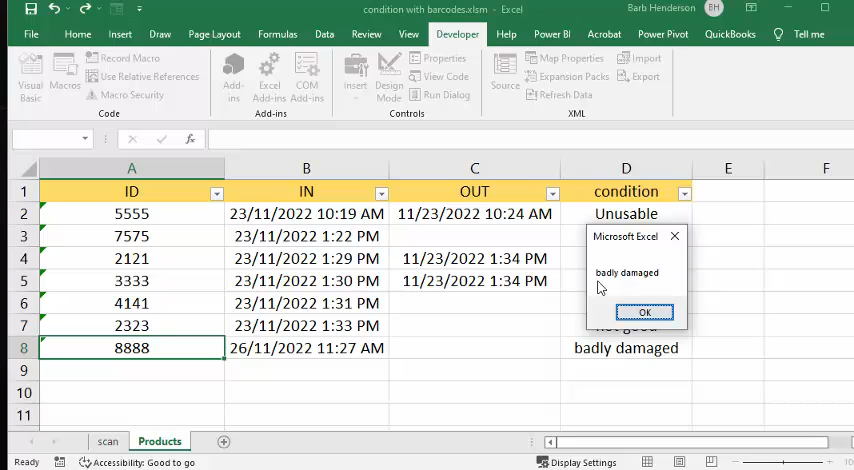 condition with barcodes.xlsm - Excel
Barb Henderson BH
File Home Insert Draw Page Layout Formulas Data Review View Developer Help Power BI Acrobat Power Pivot QuickBooks Tell me
Visual Basic
Macros
Record Macro
Use Relative References
Macro Security
Code
Add-ins
Excel Add-ins
COM Add-ins
Add-ins
Insert
Design Mode
Properties
View Code
Run Dialog
Controls
Source
Map Properties
Expansion Packs
Refresh Data
Import
Export
XML
fx
A B C D E F
1 ID IN OUT condition
2 5555 23/11/2022 10:19 AM 11/23/2022 10:24 AM Unusable
3 7575 23/11/2022 1:22 PM
4 2121 23/11/2022 1:29 PM 11/23/2022 1:34 PM
5 3333 23/11/2022 1:30 PM 11/23/2022 1:34 PM
6 4141 23/11/2022 1:31 PM
7 2323 23/11/2022 1:33 PM not good
8 8888 26/11/2022 11:27 AM badly damaged
9
10
11
Microsoft Excel
badly damaged
OK
scan Products
Ready
Accessibility: Good to go
Display Settings